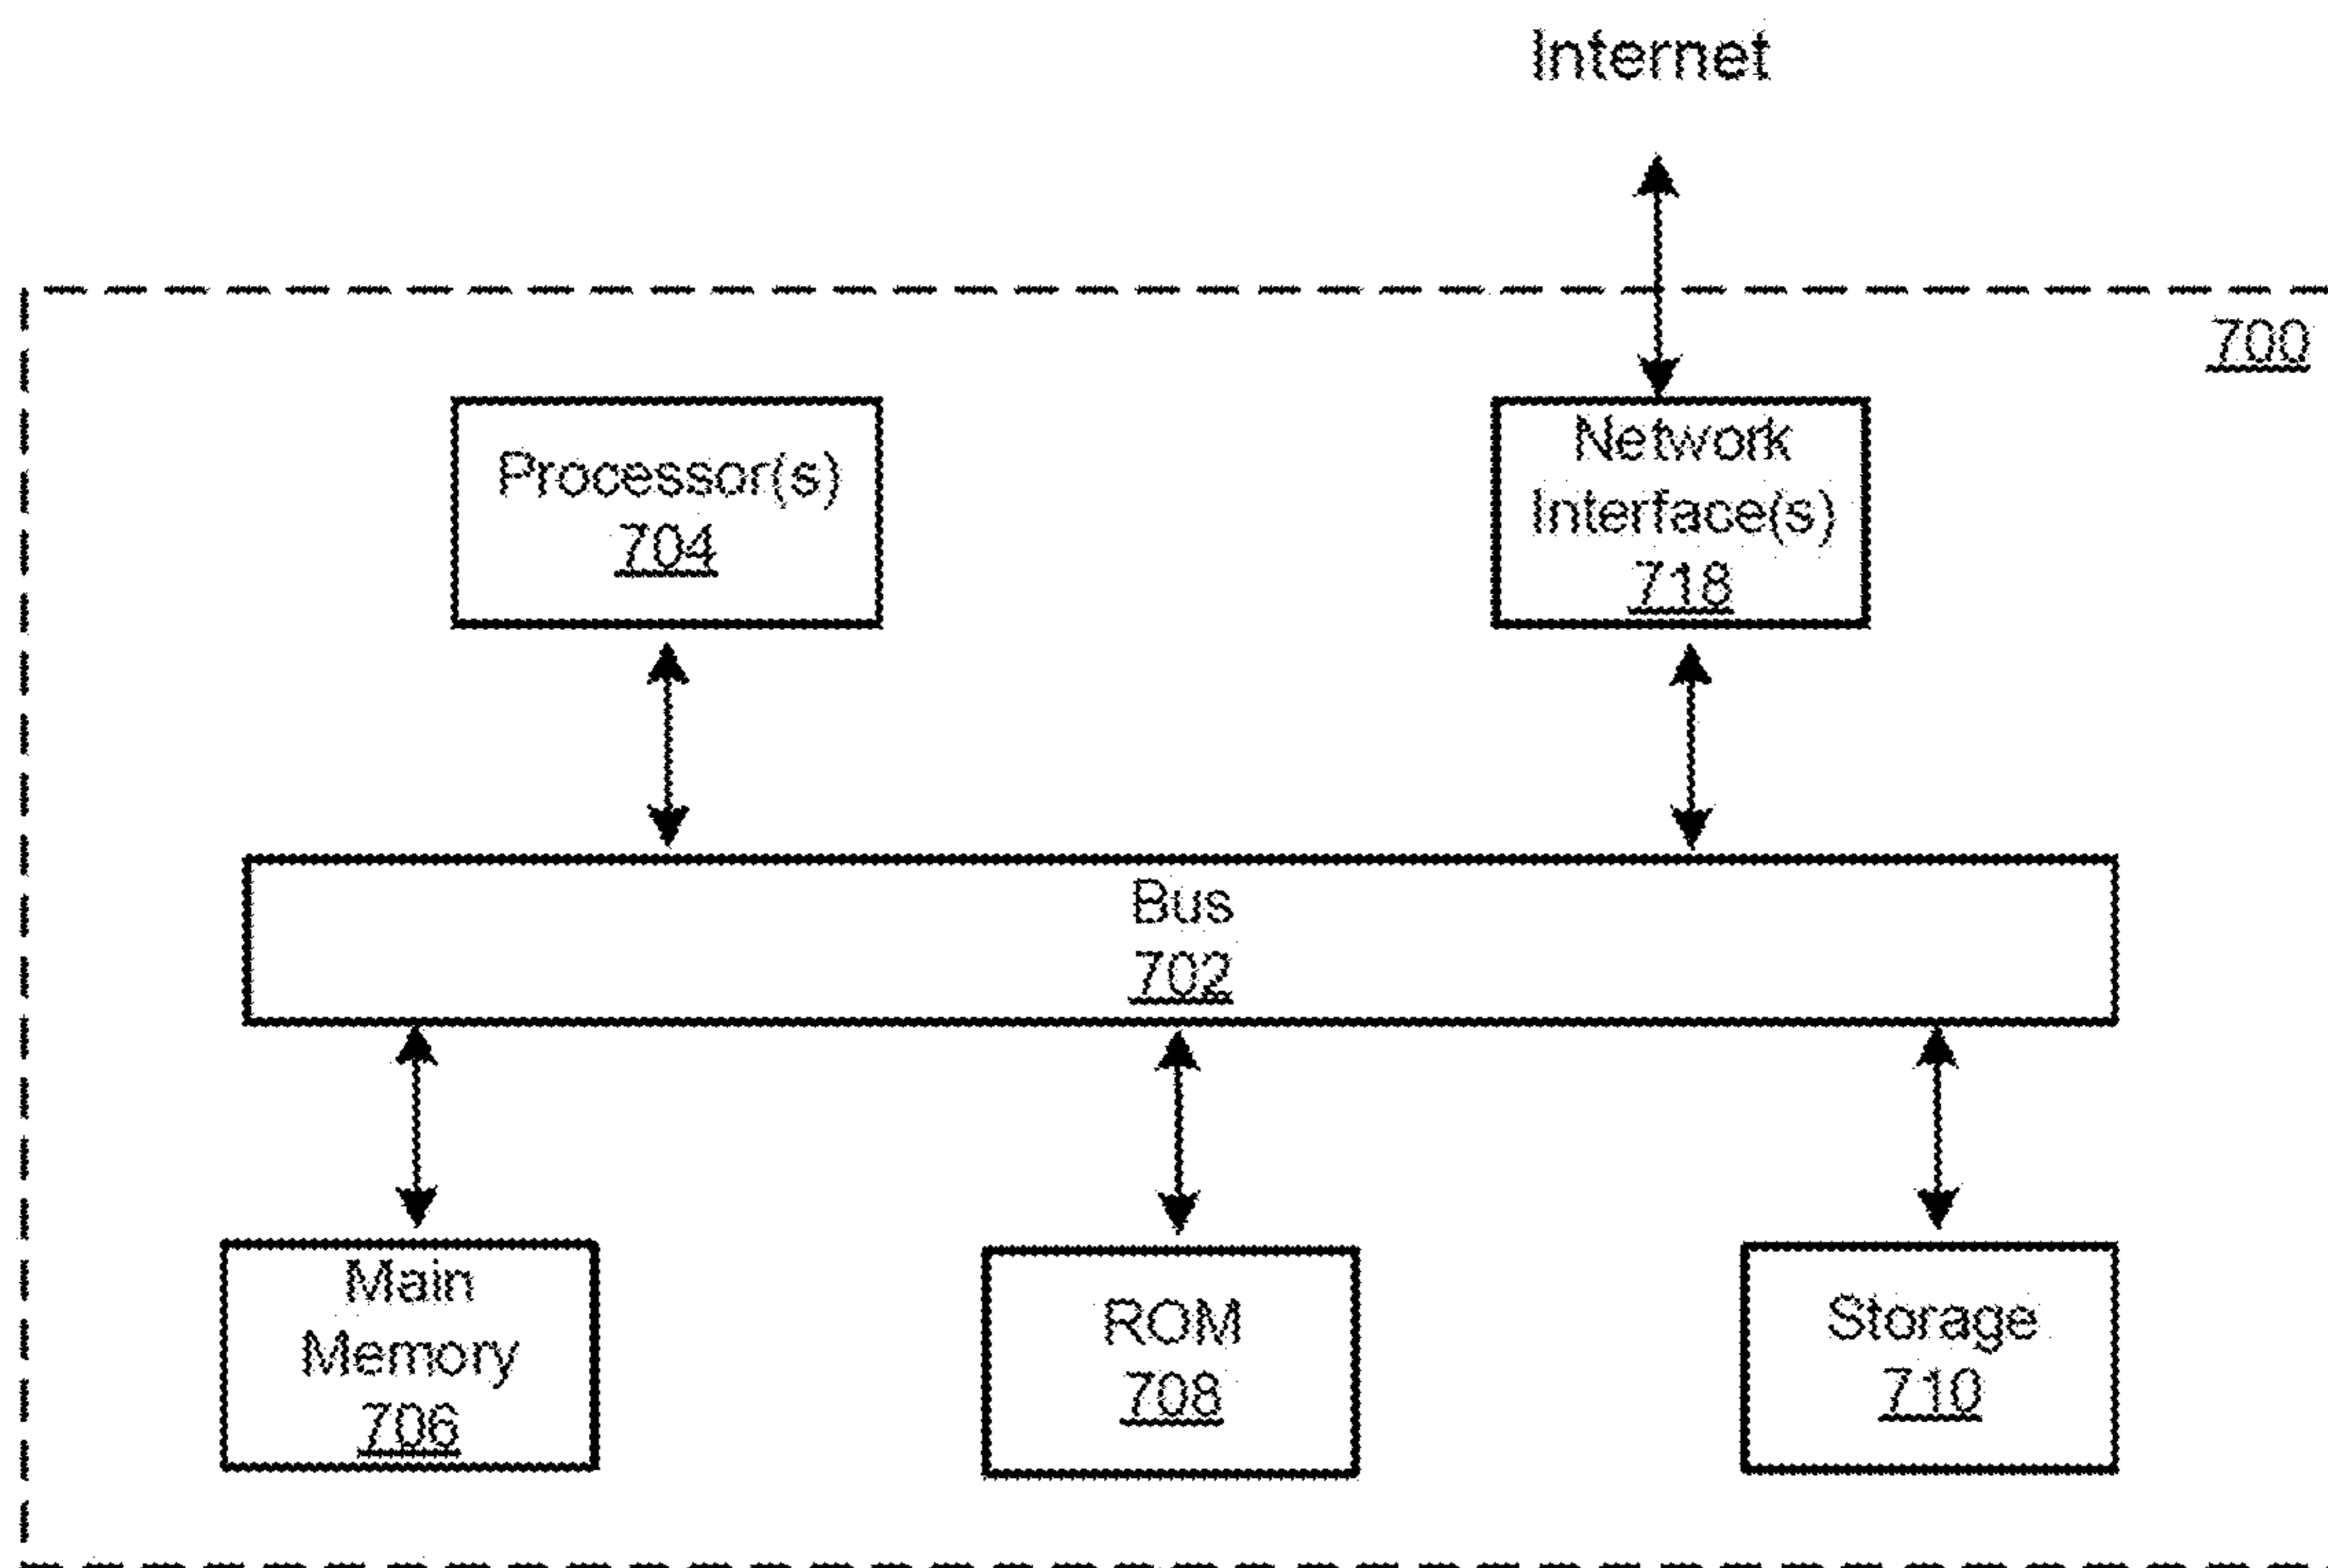 Internet
700
Processor(s)
704
Network
Interface(s)
718
Bus
702
Main
Memory
706
ROM
708
Storage
710